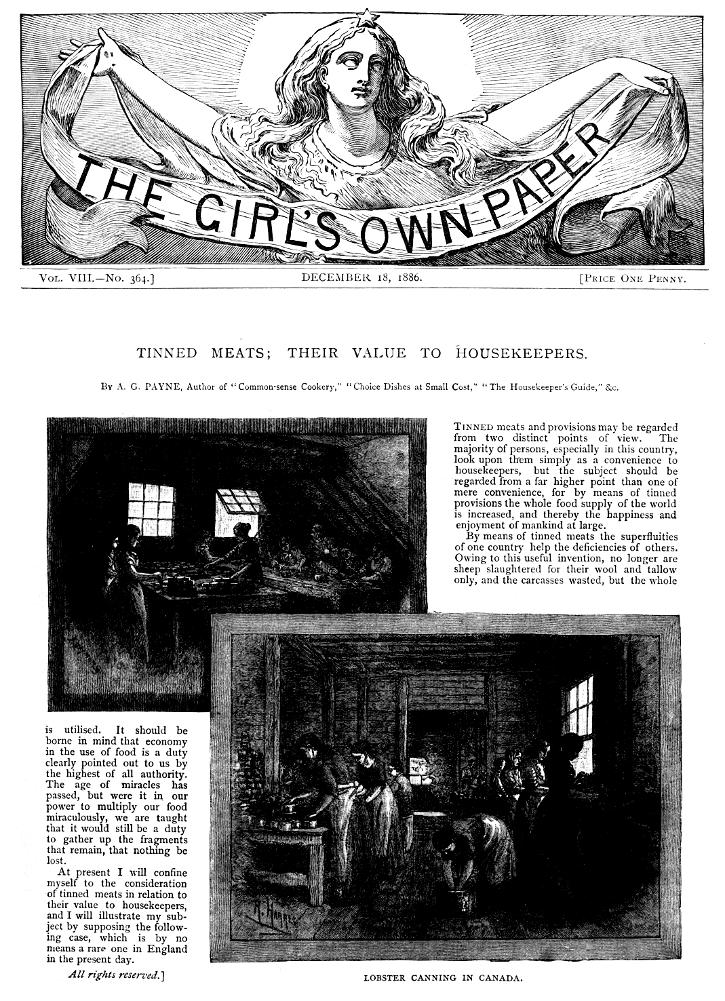 THE GIRL'S OWN PAPER
VOL. VIII.—No. 364.]
DECEMBER 18, 1886.
[PRICE ONE PENNY.
TINNED MEATS; THEIR VALUE TO HOUSEKEEPERS.
By A. G. PAYNE, Author of "Common-sense Cookery," "Choice Dishes at Small Cost," "The Housekeeper's Guide," &c.
TINNED meats and provisions may be regarded
from two distinct points of view. The
majority of persons, especially in this country,
look upon them simply as a convenience to
housekeepers, but the subject should be
regarded from a far higher point than one of
mere convenience, for by means of tinned
provisions the whole food supply of the world
is increased, and thereby the happiness and
enjoyment of mankind at large.
By means of tinned meats the superfluities
of one country help the deficiencies of others.
Owing to this useful invention, no longer are
sheep slaughtered for their wool and tallow
only, and the carcasses wasted, but the whole
is utilised. It should be
borne in mind that economy
in the use of food is a duty
clearly pointed out to us by
the highest of all authority.
The age of miracles has
passed, but were it in our
power to multiply our food
miraculously, we are taught
that it would still be a duty
to gather up the fragments
that remain, that nothing be
lost.
At present I will confine
myself to the consideration
of tinned meats in relation to
their value to housekeepers,
and I will illustrate my sub-
ject by supposing the follow-
ing case, which is by no
means a rare one in England
in the present day.
All rights reserved.]
LOBSTER CANNING IN CANADA.